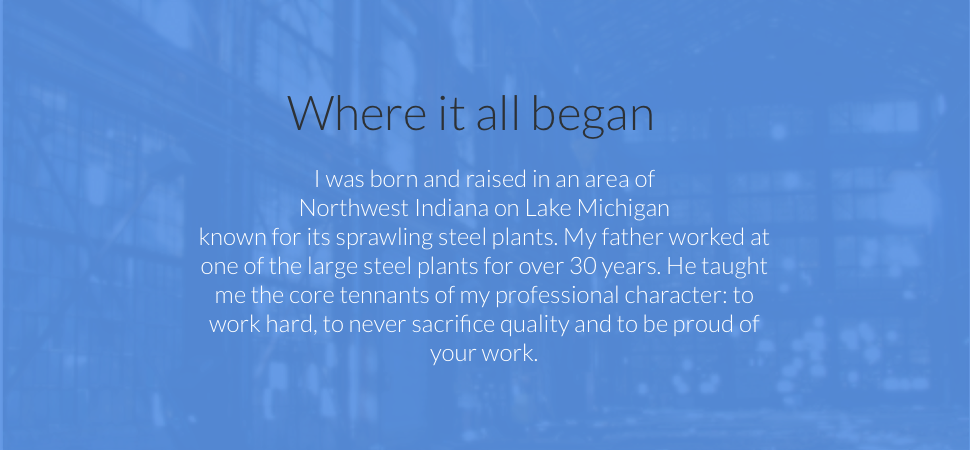 Where it all began
I was born and raised in an area of
Northwest Indiana on Lake Michigan
known for its sprawling steel plants. My father worked at
one of the large steel plants for over 30 years. He taught
me the core tennants of my professional character: to
work hard, to never sacrifice quality and to be proud of
your work.